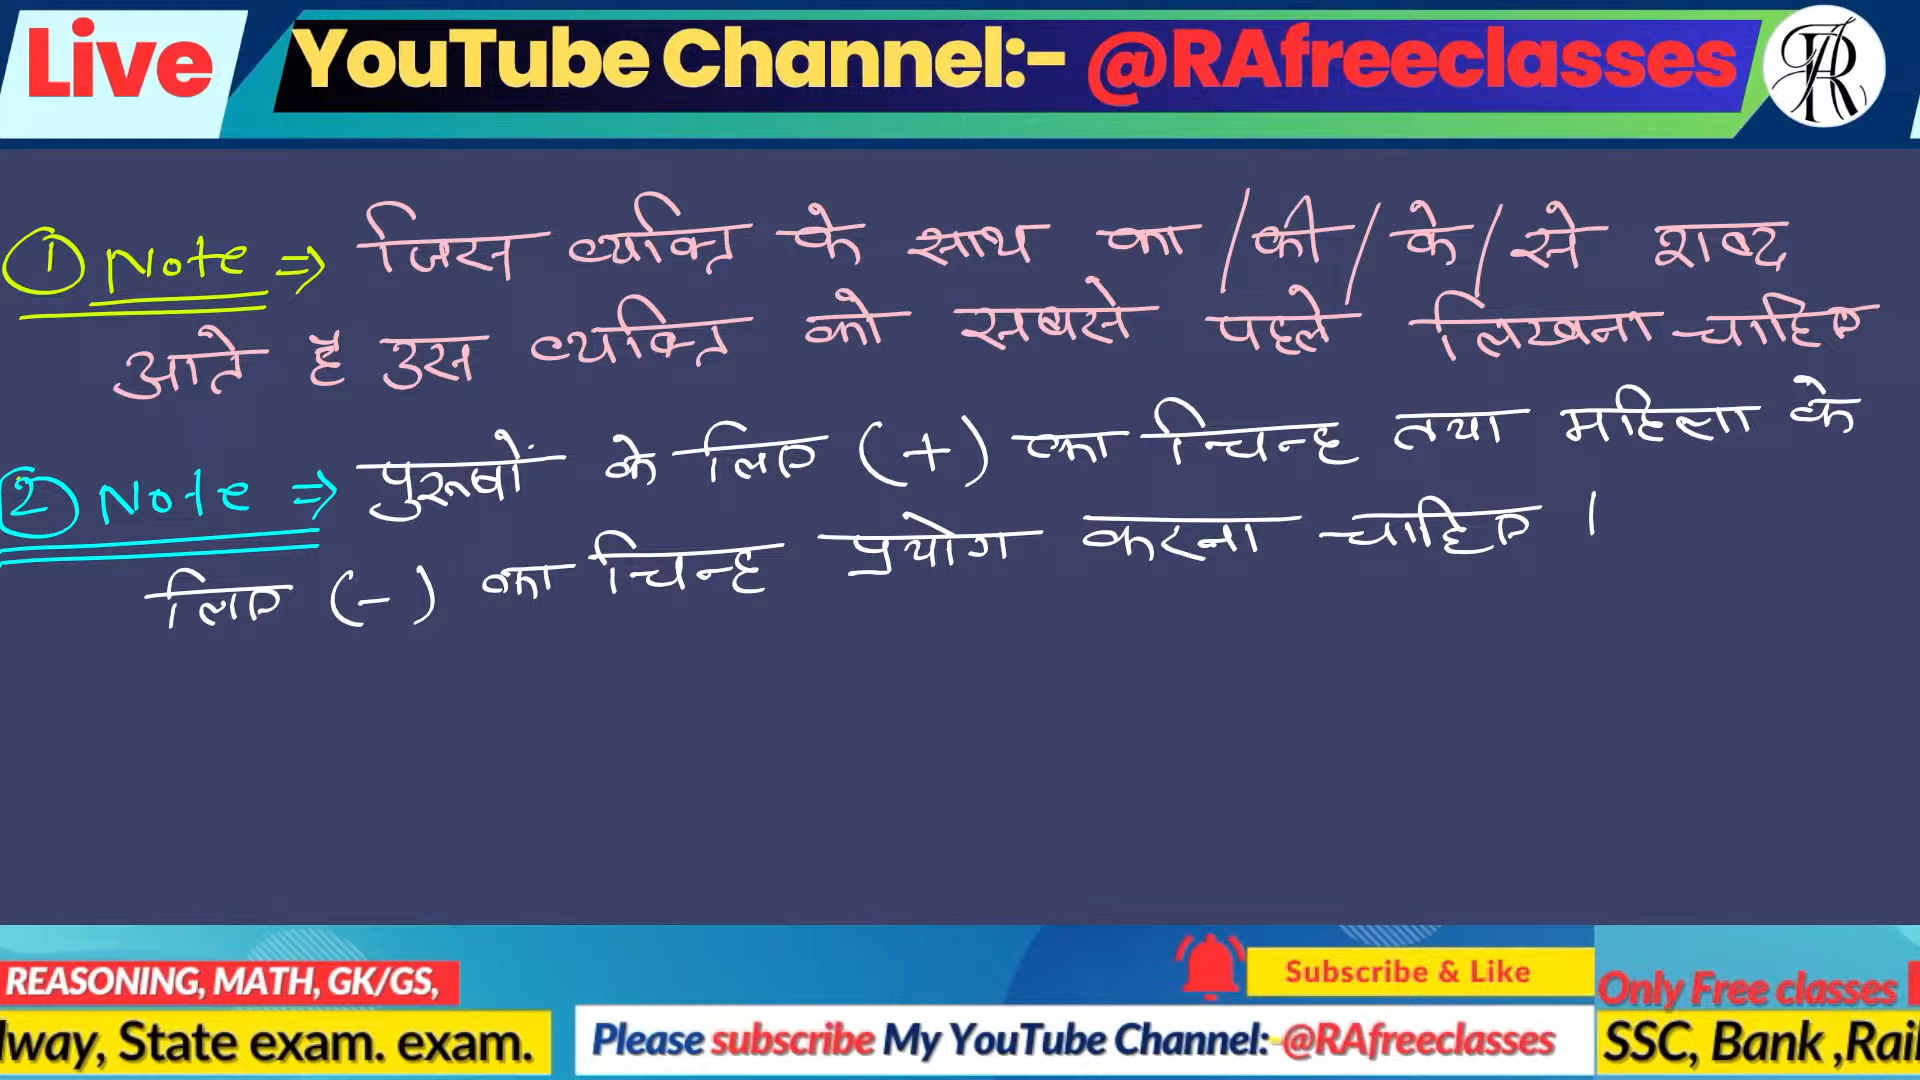 Live YouTube Channel:- @RAfreeclasses
① Note ⇒ जिस व्यक्ति के साथ का/की/के/से शब्द
आते हैं उस व्यक्ति को सबसे पहले लिखना चाहिए
② Note ⇒ पुरूषों के लिए (+) का चिन्ह तथा महिला के
लिए (-) का चिन्ह प्रयोग करना चाहिए ।
REASONING, MATH, GK/GS,
Subscribe & Like
Only Free classes
lway, State exam. exam.
Please subscribe My YouTube Channel:-@RAfreeclasses
SSC, Bank ,Rail